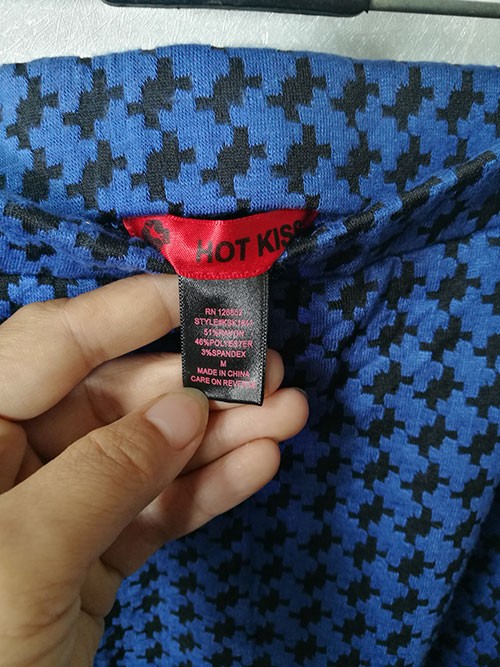 HOT KISS
51%RAYON
46%POLYESTER
3%SPANDEX
M
MADE IN CHINA
CARE ON REVERSE